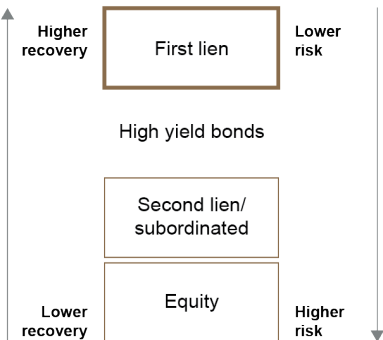 Higher
recovery
First lien
Lower
risk
High yield bonds
Second lien/
subordinated
Equity
Lower
recovery
Higher
risk